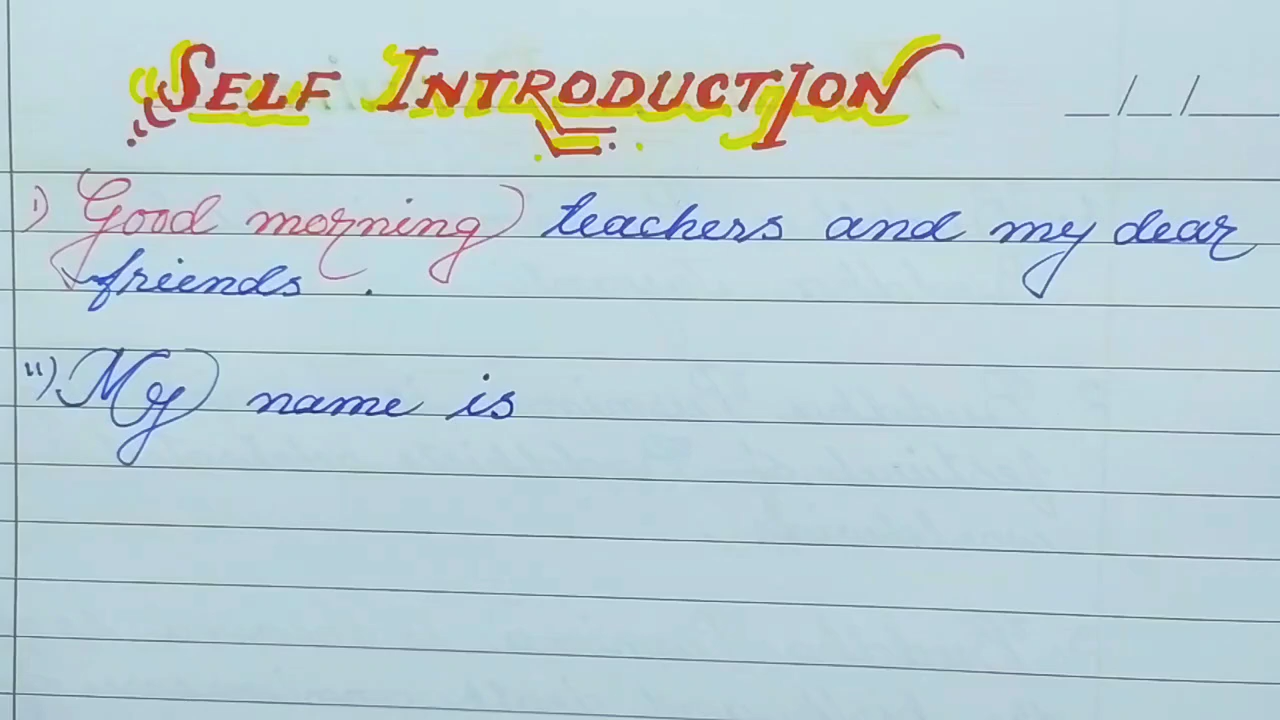 SELF INTRODUCTION
__/__/____
i) Good morning teachers and my dear
friends .
ii) My name is